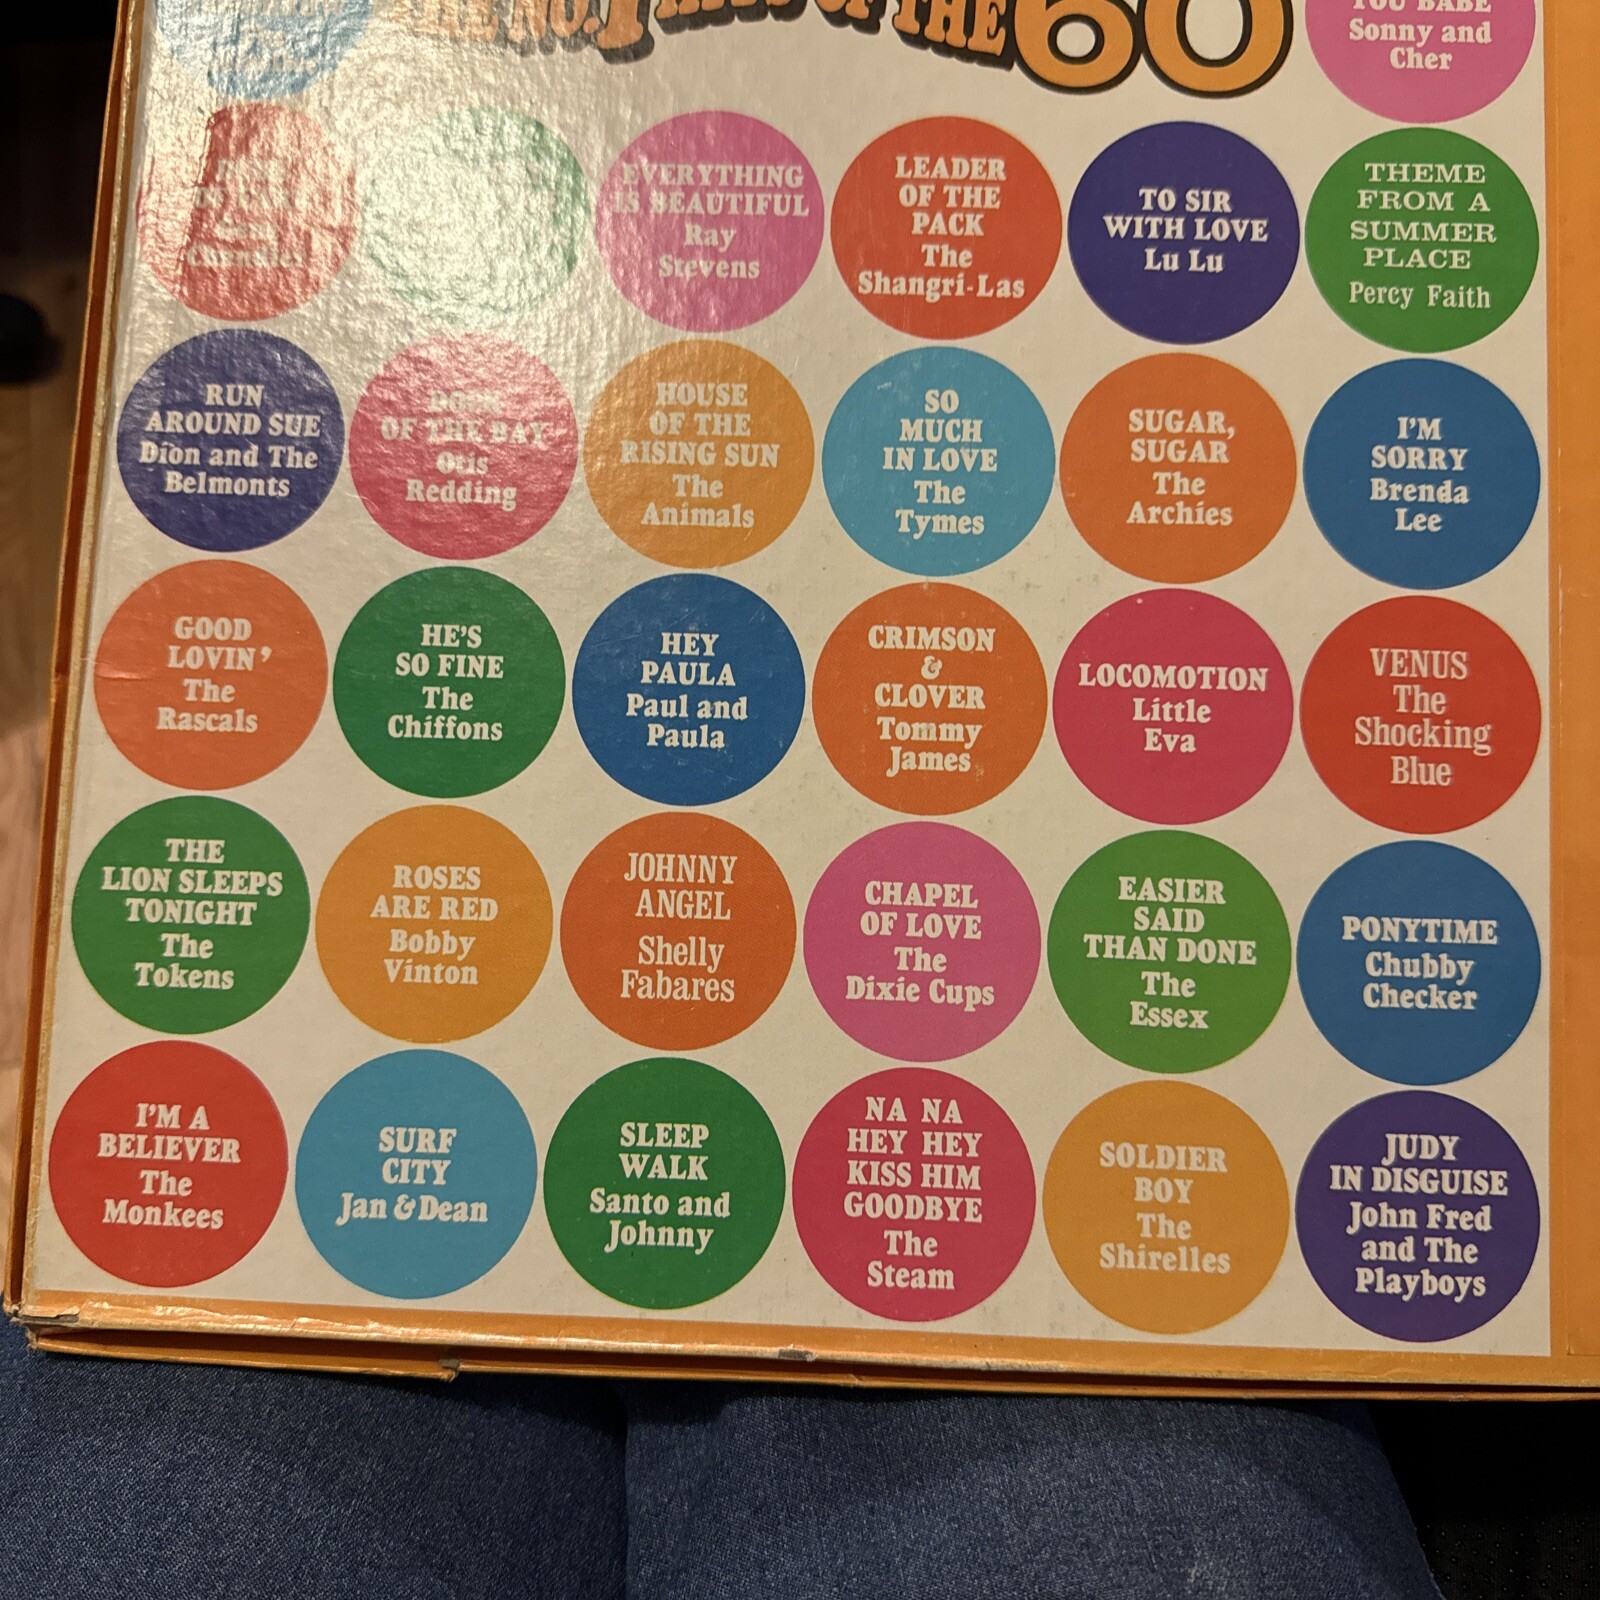 THE NO.1 HITS OF THE 60
YOU BABE
Sonny and
Cher
EVERYTHING
IS BEAUTIFUL
Ray
Stevens
LEADER
OF THE
PACK
The
Shangri-Las
TO SIR
WITH LOVE
Lu Lu
THEME
FROM A
SUMMER
PLACE
Percy Faith
RUN
AROUND SUE
Dion and The
Belmonts
DOCK
OF THE BAY
Otis
Redding
HOUSE
OF THE
RISING SUN
The
Animals
SO
MUCH
IN LOVE
The
Tymes
SUGAR,
SUGAR
The
Archies
I'M
SORRY
Brenda
Lee
GOOD
LOVIN'
The
Rascals
HE'S
SO FINE
The
Chiffons
HEY
PAULA
Paul and
Paula
CRIMSON
&
CLOVER
Tommy
James
LOCOMOTION
Little
Eva
VENUS
The
Shocking
Blue
THE
LION SLEEPS
TONIGHT
The
Tokens
ROSES
ARE RED
Bobby
Vinton
JOHNNY
ANGEL
Shelly
Fabares
CHAPEL
OF LOVE
The
Dixie Cups
EASIER
SAID
THAN DONE
The
Essex
PONYTIME
Chubby
Checker
I'M A
BELIEVER
The
Monkees
SURF
CITY
Jan & Dean
SLEEP
WALK
Santo and
Johnny
NA NA
HEY HEY
KISS HIM
GOODBYE
The
Steam
SOLDIER
BOY
The
Shirelles
JUDY
IN DISGUISE
John Fred
and The
Playboys